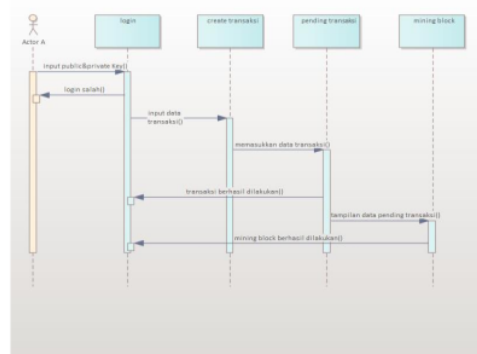 login
create transaksi
pending transaksi
mining block
Actor A
input public&private Key()
login salah()
input data
transaksi()
memasukkan data transaksi()
transaksi berhasil dilakukan()
tampilan data pending transaksi()
mining block berhasil dilakukan()